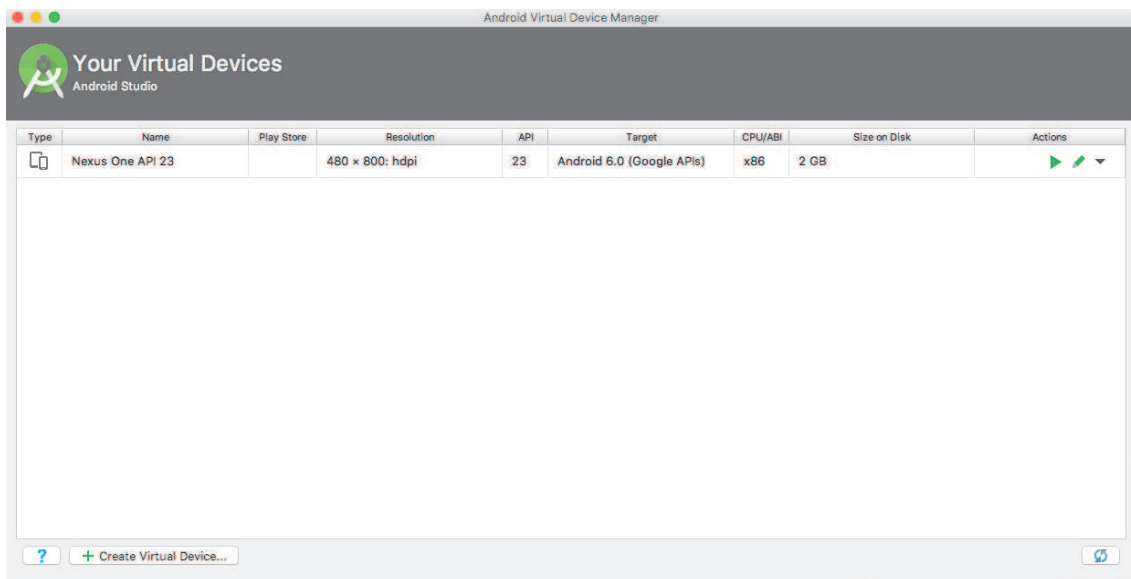 Android Virtual Device Manager
Your Virtual Devices
Android Studio
Type Name Play Store Resolution API Target CPU/ABI Size on Disk Actions
Nexus One API 23 480 × 800: hdpi 23 Android 6.0 (Google APIs) x86 2 GB
? + Create Virtual Device...